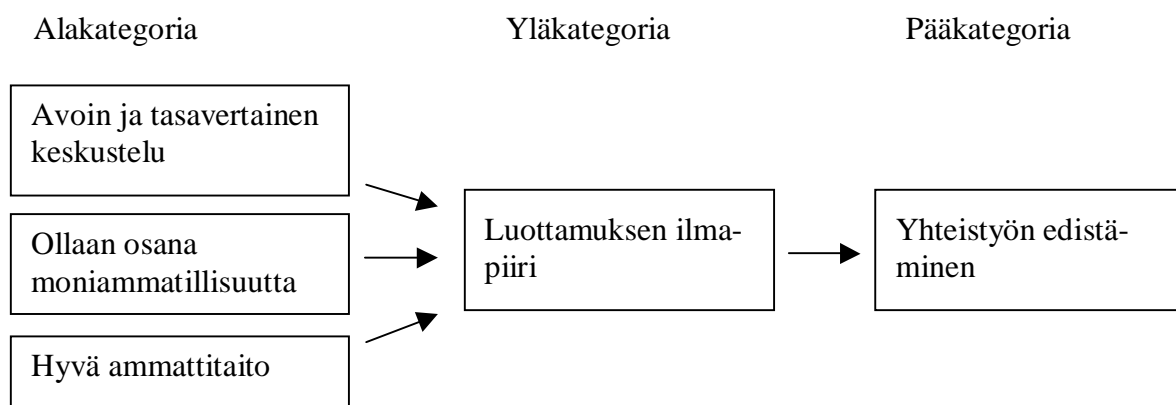 Alakategoria
Yläkategoria
Pääkategoria
Avoin ja tasavertainen
keskustelu
Ollaan osana
moniammatillisuutta
Hyvä ammattitaito
Luottamuksen ilma-
piiri
Yhteistyön edistä-
minen